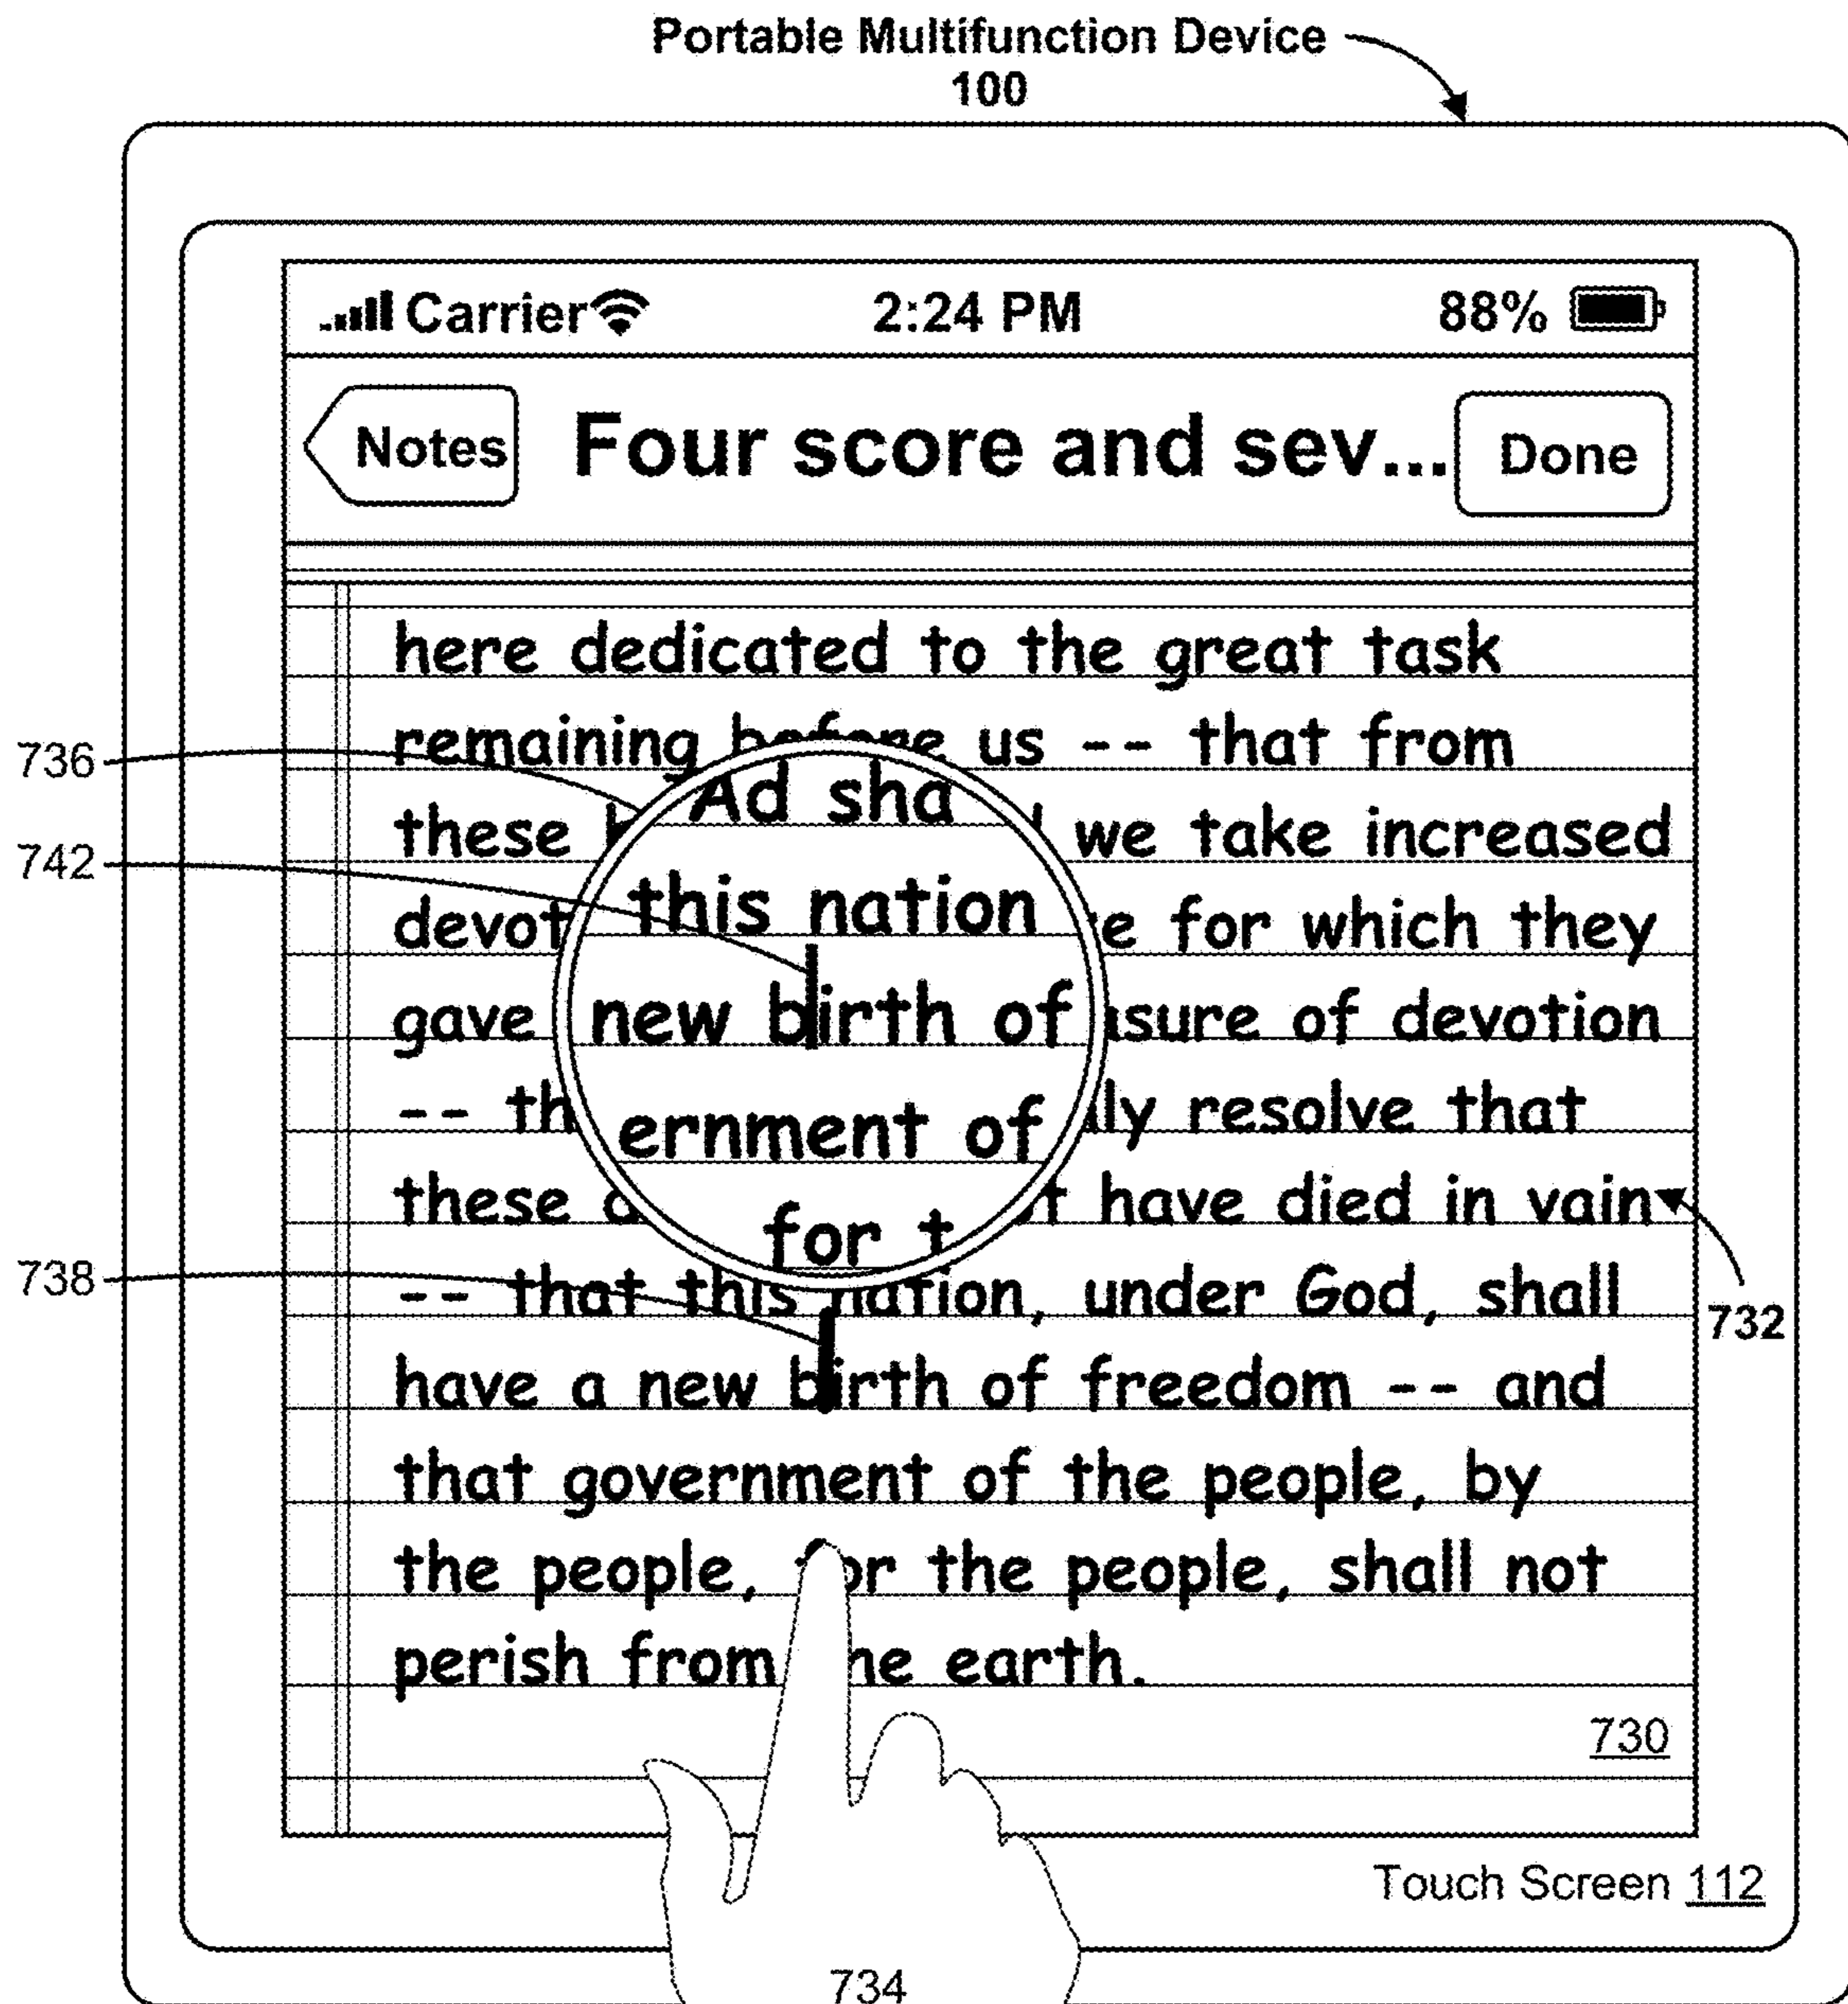 Portable Multifunction Device
100
Carrier 2:24 PM 88%
Notes Four score and sev... Done
here dedicated to the great task
remaining before us -- that from
736
Ad sha
these we take increased
742
this nation
devot e for which they
new birth of
gave asure of devotion
ernment of
-- th lly resolve that
these have died in vain
for t
738
-- that this nation, under God, shall
732
have a new birth of freedom -- and
that government of the people, by
the people, for the people, shall not
perish from he earth.
730
Touch Screen 112
734